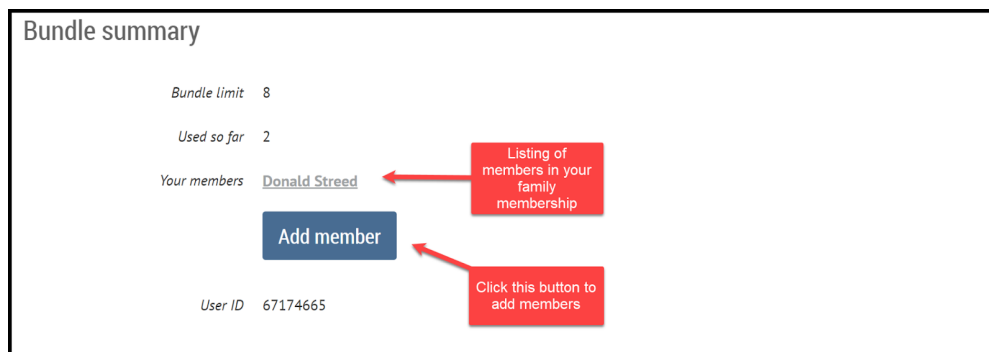 Bundle summary
Bundle limit 8
Used so far 2
Your members Donald Streed
Listing of
members in your
family
membership
Add member
Click this button to
add members
User ID 67174665